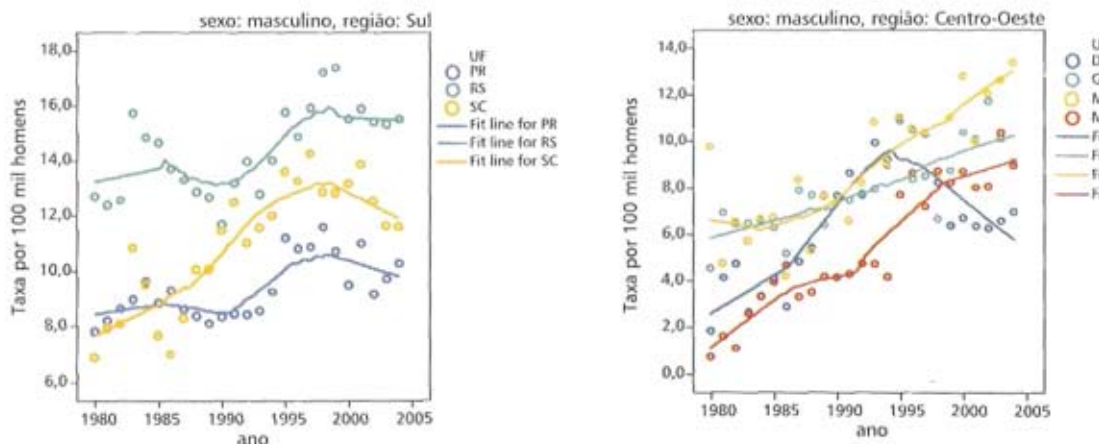 sexo: masculino, região: Sul
Taxa por 100 mil homens
18,0
16,0
14,0
12,0
10,0
8,0
6,0
UF
PR
RS
SC
Fit line for PR
Fit line for RS
Fit line for SC
1980 1985 1990 1995 2000 2005
ano
sexo: masculino, região: Centro-Oeste
Taxa por 100 mil homens
14,0
12,0
10,0
8,0
6,0
4,0
2,0
0,0
U
D
G
M
M
F
F
F
F
1980 1985 1990 1995 2000 2005
ano